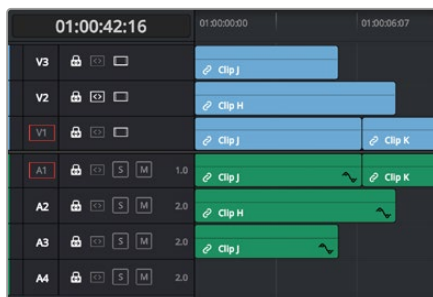 01:00:42:16 01:00:00:00 01:00:06:07
V3 Clip J
V2 Clip H
V1 Clip J Clip K
A1 S M 1.0 Clip J Clip K
A2 S M 2.0 Clip H
A3 S M 2.0 Clip J
A4 S M 2.0